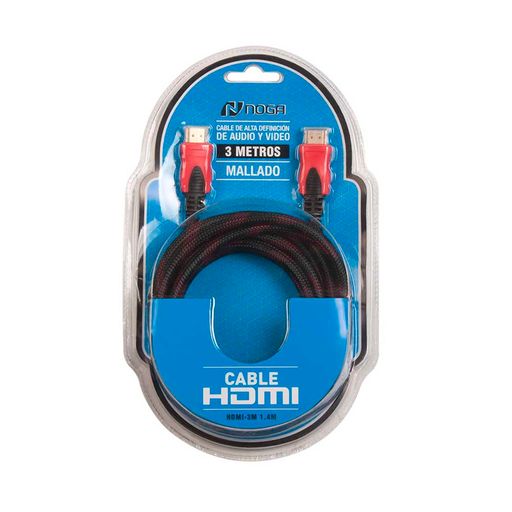 NOGA
CABLE DE ALTA DEFINICIÓN
DE AUDIO Y VIDEO
3 METROS
MALLADO
CABLE
HDMI
HDMI-3M 1.4M